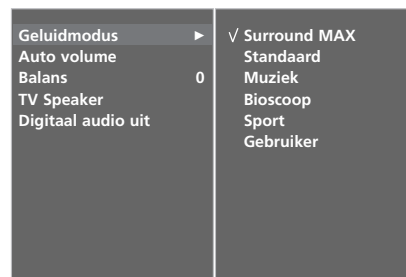 Geluidmodus ►
Auto volume
Balans 0
TV Speaker
Digitaal audio uit
√ Surround MAX
Standaard
Muziek
Bioscoop
Sport
Gebruiker